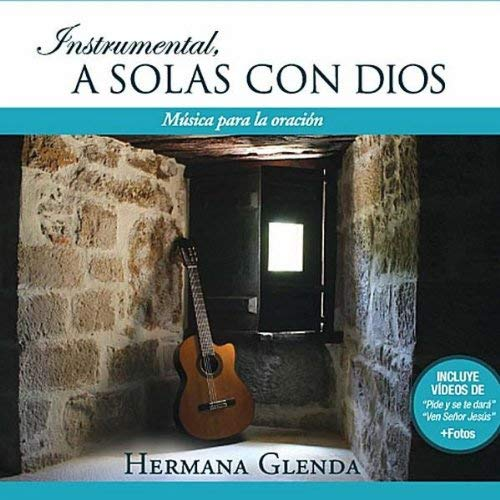 Instrumental,
A SOLAS CON DIOS
Música para la oración
INCLUYE
VÍDEOS DE
“Pide y se te dará”
“Ven Señor Jesús”
+Fotos
HERMANA GLENDA